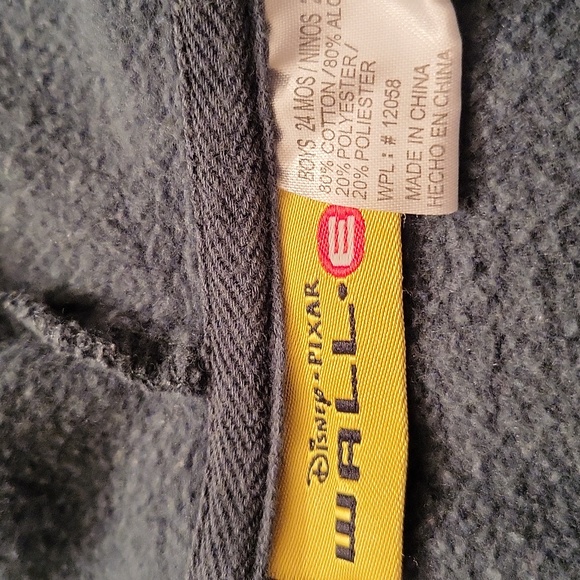 BOYS 24 MOS / NINOS 2
80% COTTON / 80% ALG
20% POLYESTER /
20% POLIESTER
WPL : # 12058
MADE IN CHINA
HECHO EN CHINA
DISNEY • PIXAR
WALL•E